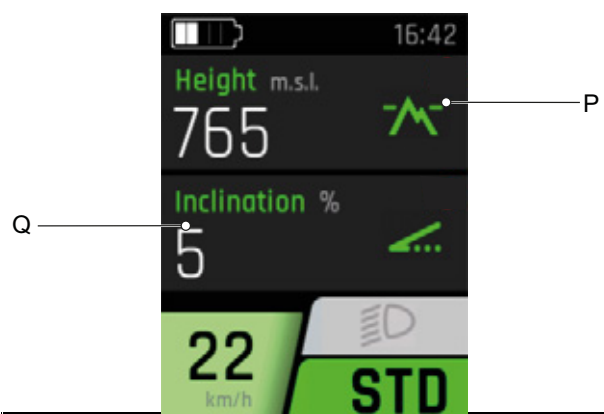 16:42
Height m.s.l.
765
P
Inclination %
Q
5
22
km/h
STD